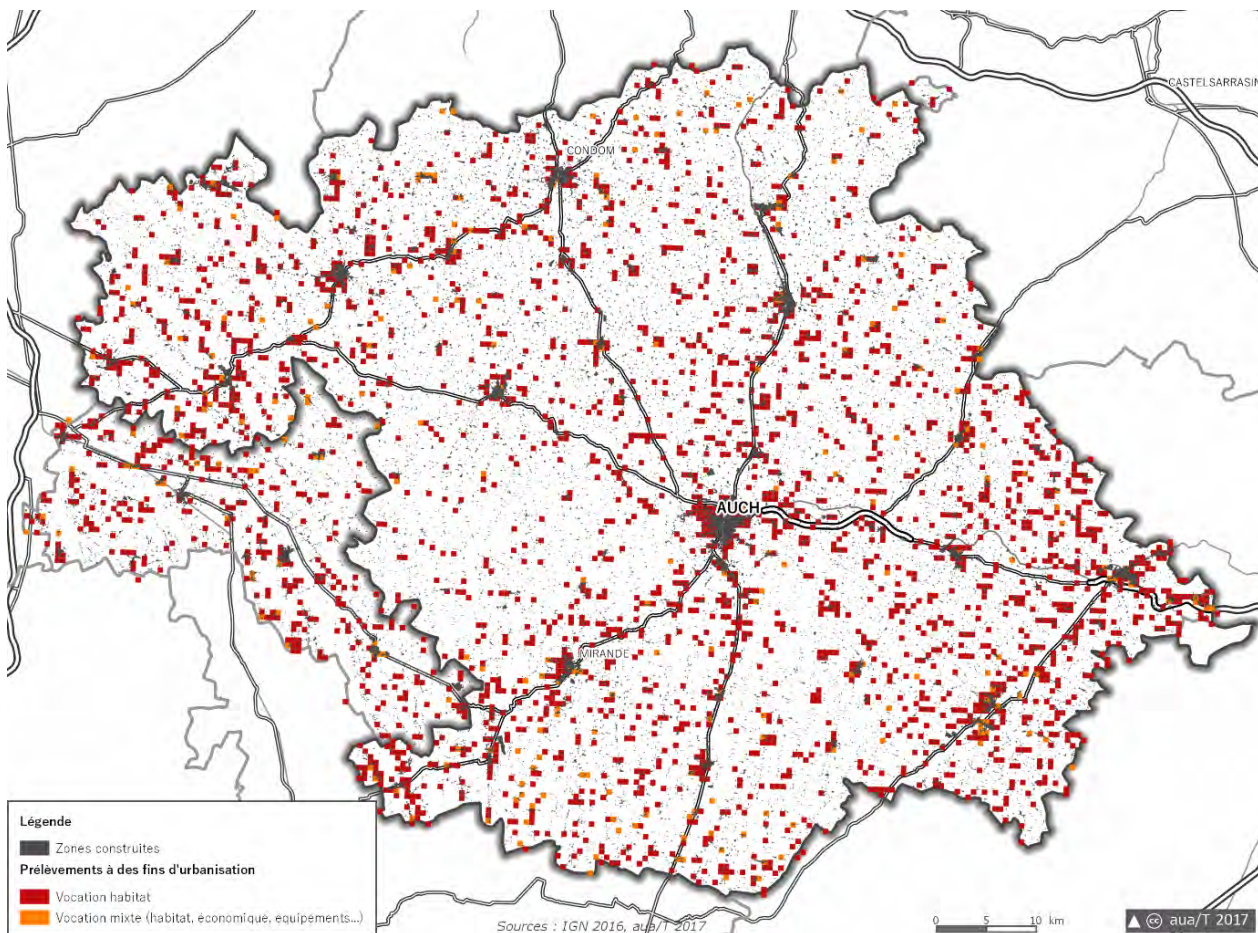 CASTELSARRASIN
CONDOM
AUCH
MIRANDE
Légende
Zones construites
Prélèvements à des fins d'urbanisation
Vocation habitat
Vocation mixte (habitat, économique, équipements...)
Sources : IGN 2016, aua/T 2017
0 5 10 km
cc aua/T 2017